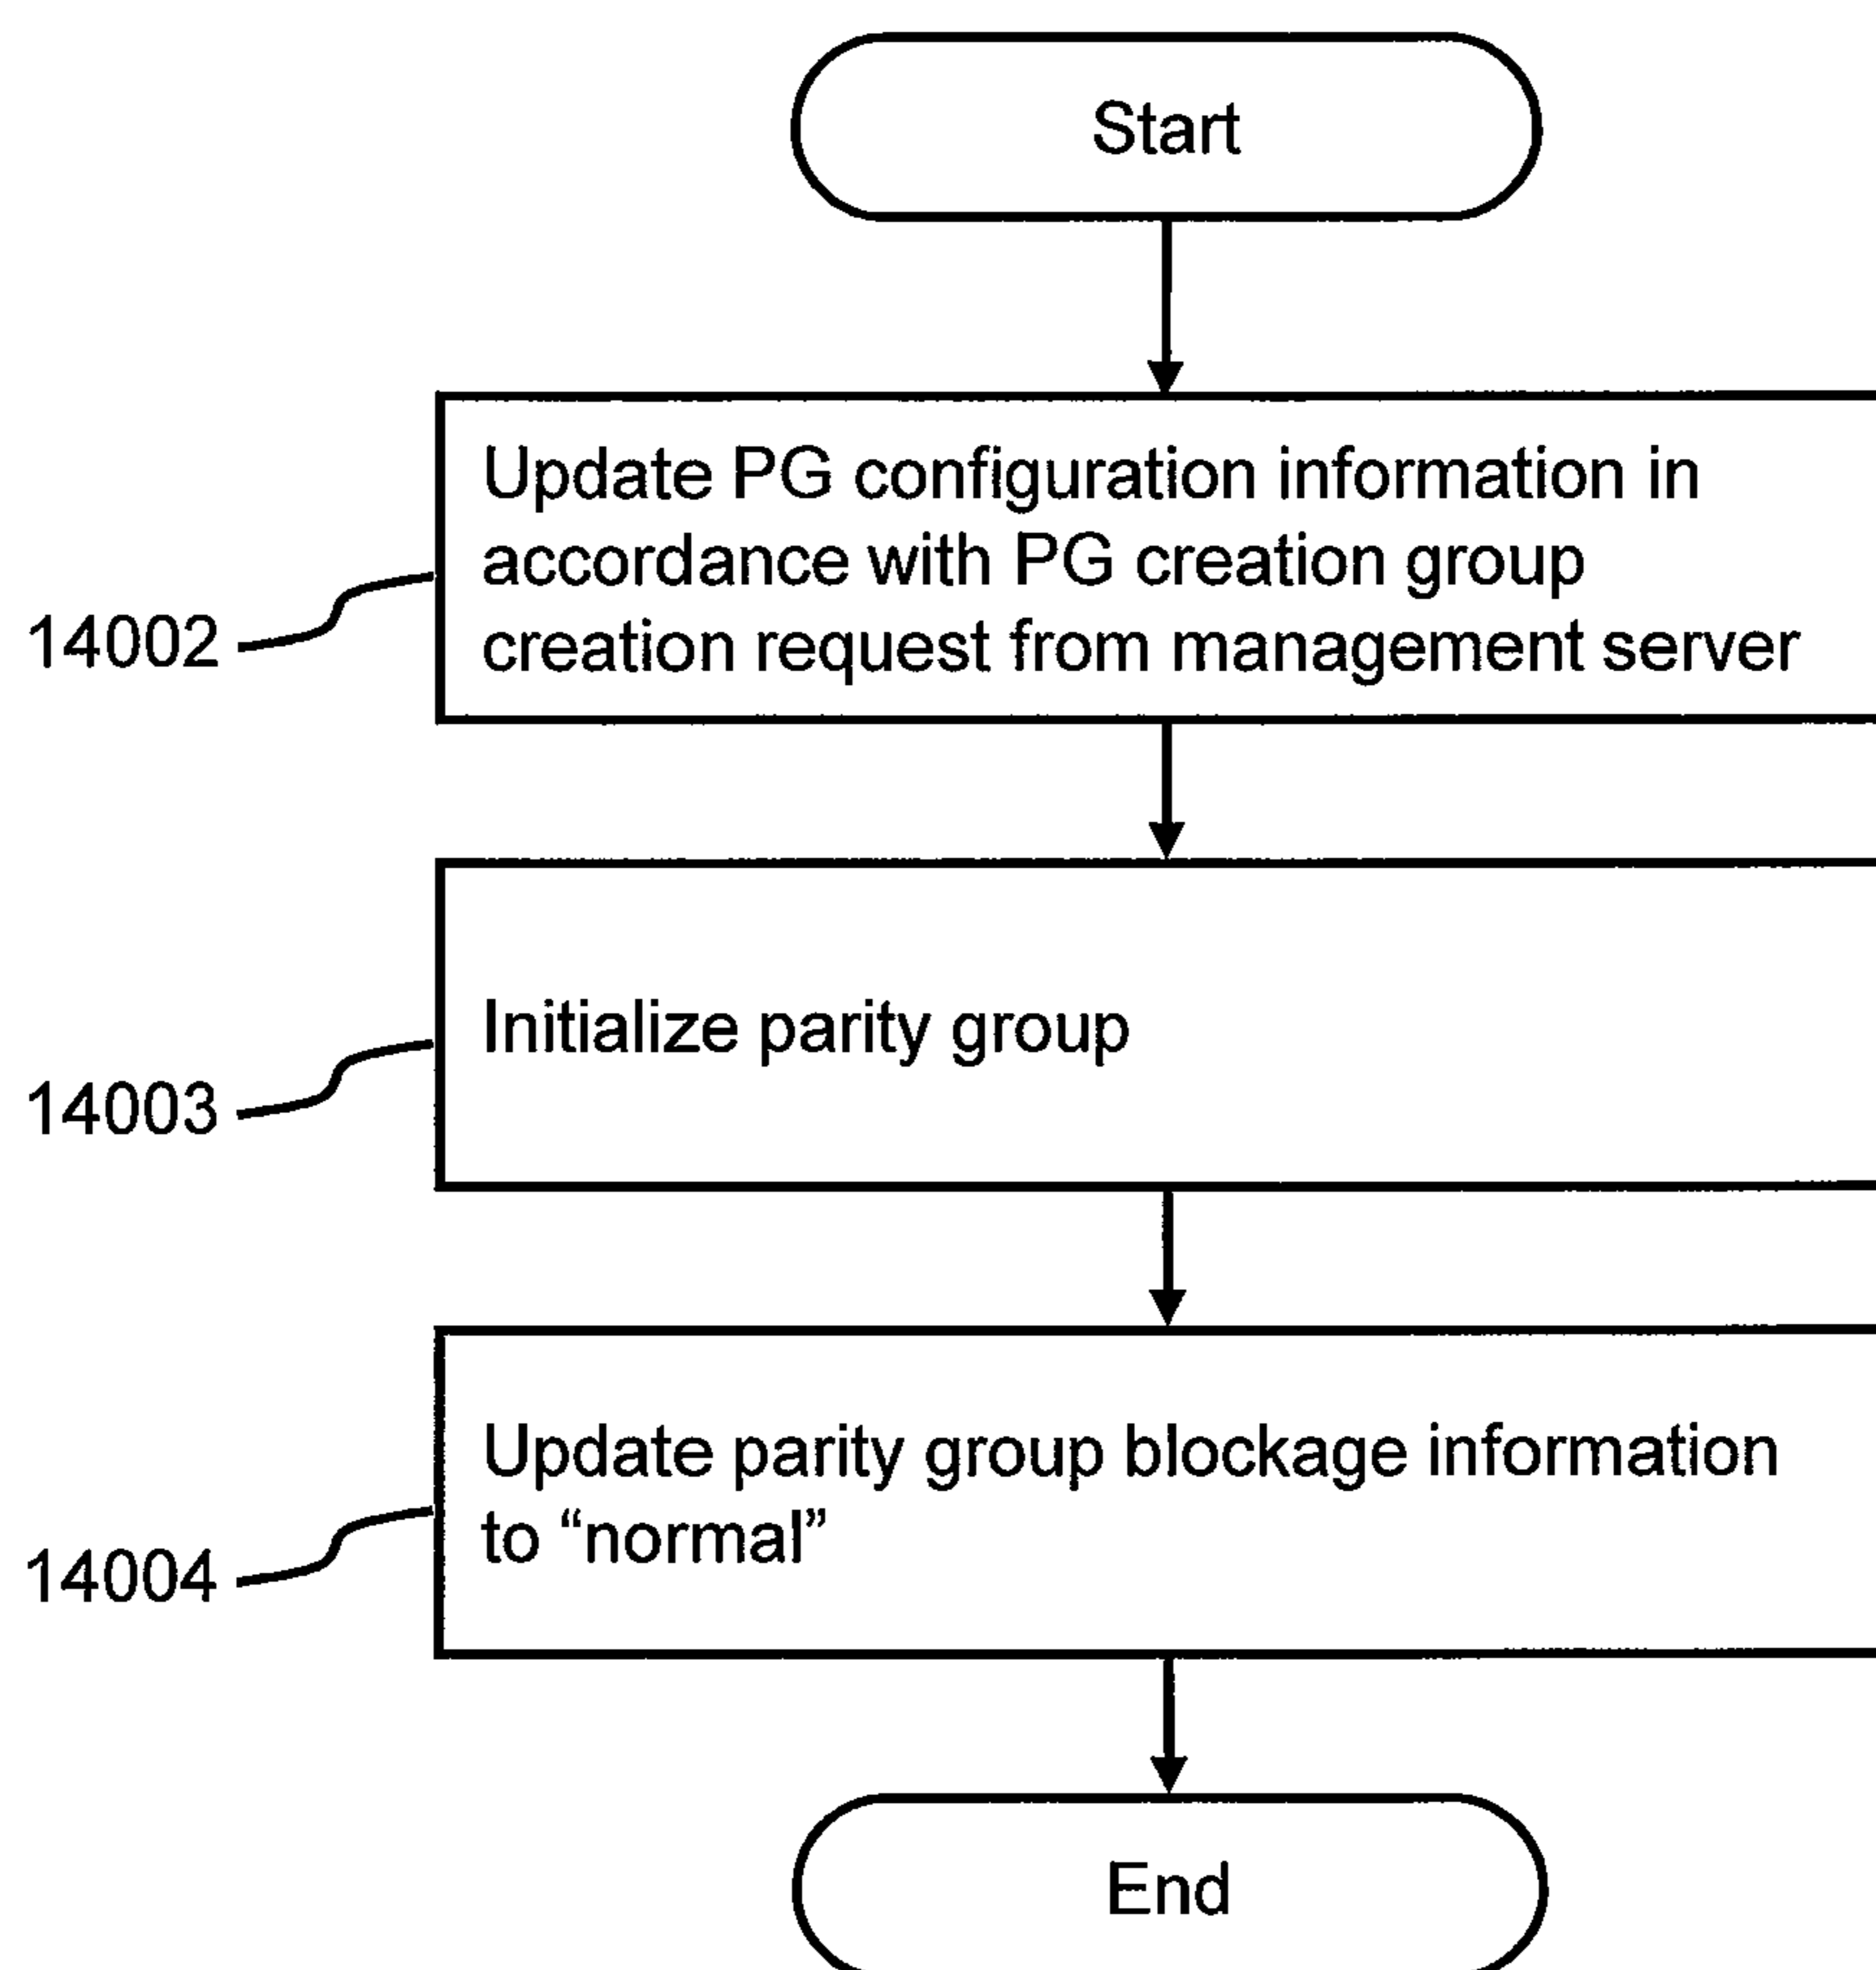 Start
Update PG configuration information in
accordance with PG creation group
creation request from management server
14002
Initialize parity group
14003
Update parity group blockage information
to “normal”
14004
End